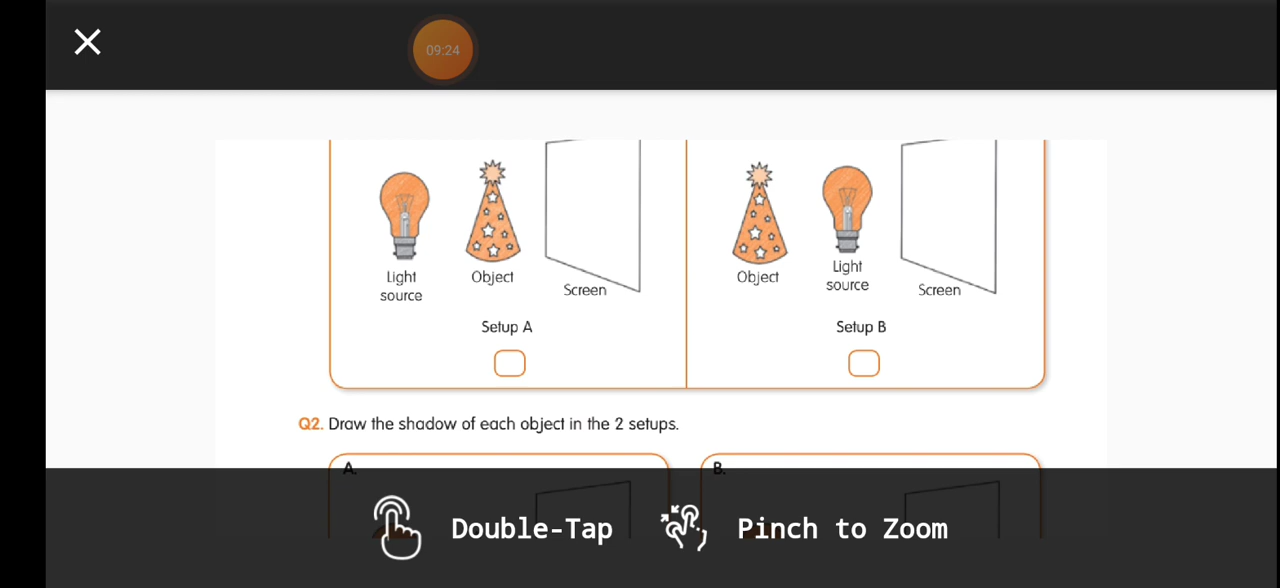 09:24
Light
source
Object
Screen
Setup A
Object
Light
source
Screen
Setup B
Q2. Draw the shadow of each object in the 2 setups.
A.
B.
Double-Tap
Pinch to Zoom